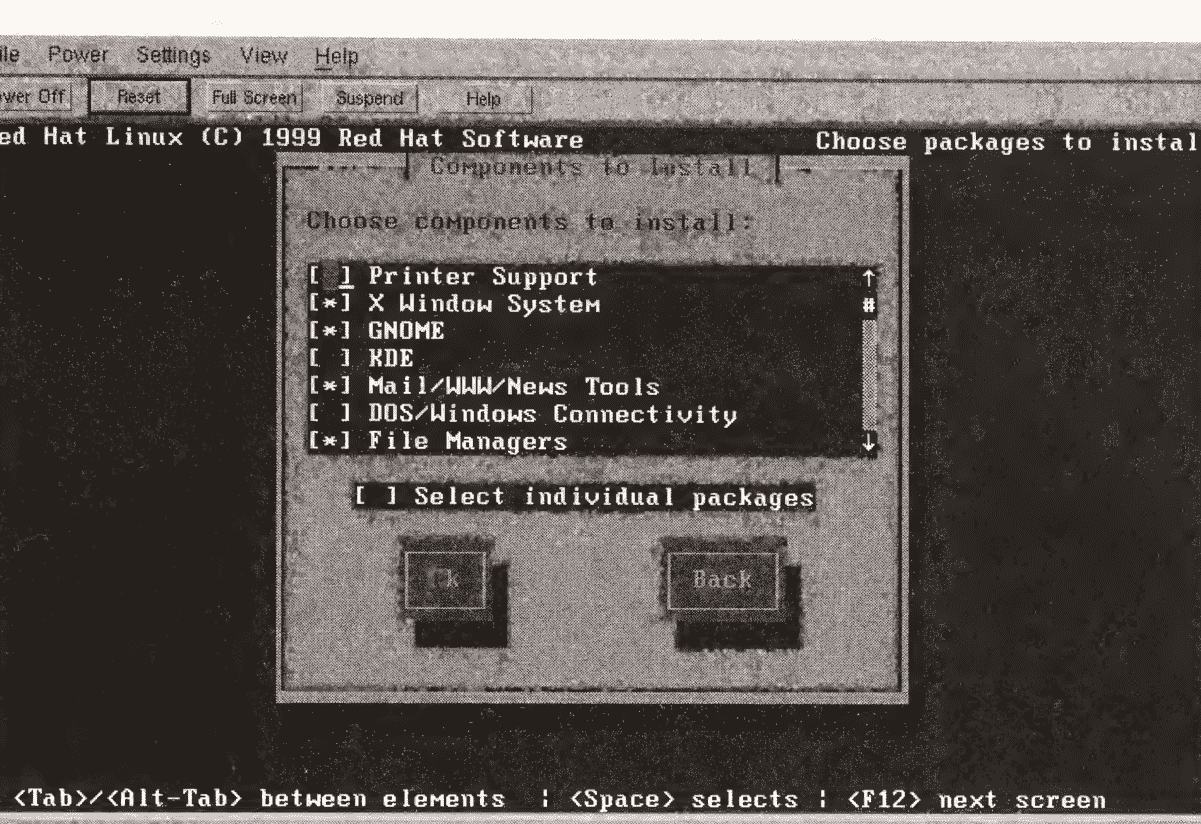 ile Power Settings View Help
ower Off Reset Full Screen Suspend Help
ed Hat Linux (C) 1999 Red Hat Software Choose packages to instal
Components to Install
Choose components to install:
[ ] Printer Support ↑
[*] X Window System #
[*] GNOME
[ ] KDE
[*] Mail/WWW/News Tools
[ ] DOS/Windows Connectivity
[*] File Managers ↓
[ ] Select individual packages
Ok Back
<Tab>/<Alt-Tab> between elements ¦ <Space> selects ¦ <F12> next screen